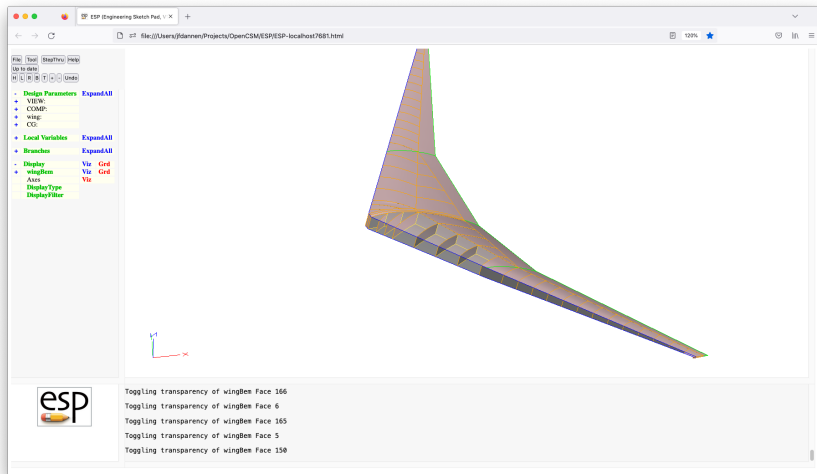 ESP (Engineering Sketch Pad, V
file:///Users/jfdannen/Projects/OpenCSM/ESP/ESP-localhost7681.html
120%
File Tool StepThru Help
Up to date
H L R B T + - Undo
- Design Parameters ExpandAll
+ VIEW:
+ COMP:
+ wing:
+ CG:
+ Local Variables ExpandAll
+ Branches ExpandAll
- Display Viz Grd
+ wingBem Viz Grd
Axes Viz
DisplayType
DisplayFilter
x
esp
Toggling transparency of wingBem Face 166
Toggling transparency of wingBem Face 6
Toggling transparency of wingBem Face 165
Toggling transparency of wingBem Face 5
Toggling transparency of wingBem Face 150